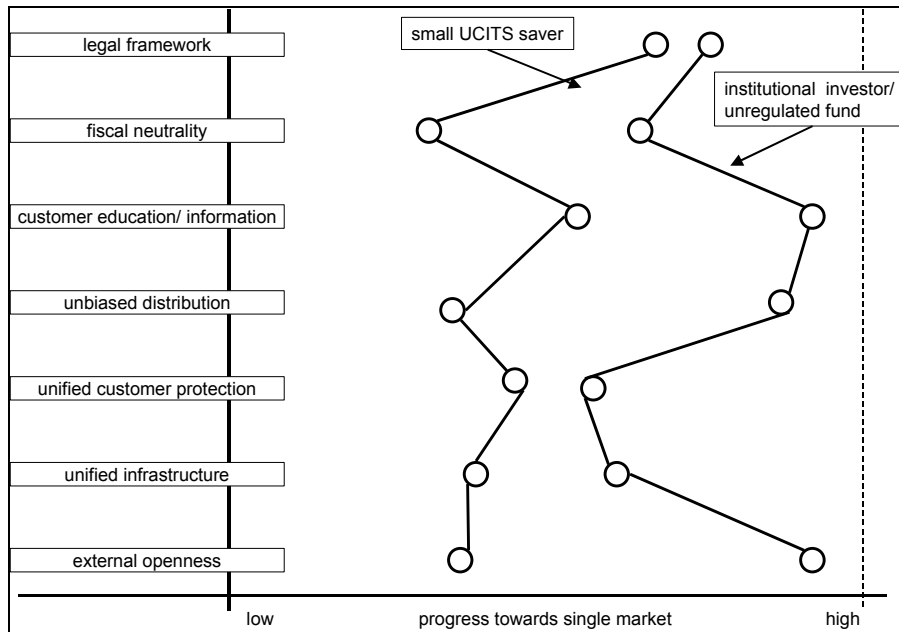 legal framework
small UCITS saver
institutional investor/
unregulated fund
fiscal neutrality
customer education/ information
unbiased distribution
unified customer protection
unified infrastructure
external openness
low
progress towards single market
high